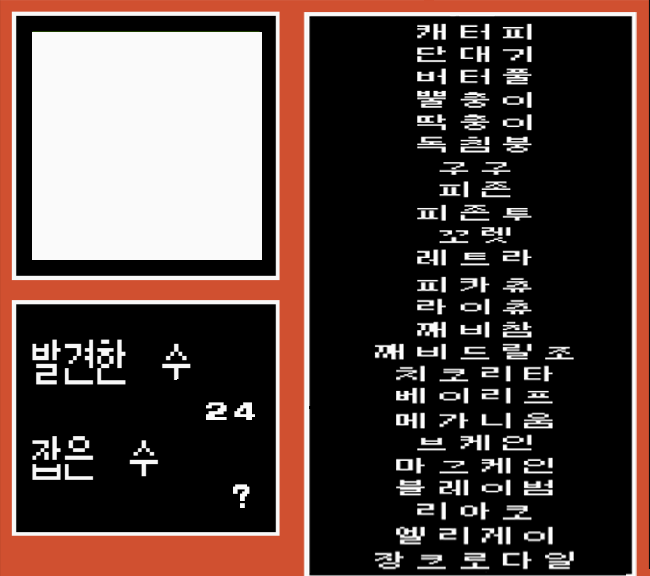 발견한 수
24
잡은 수
?
캐터피
단데기
버터풀
뿔충이
딱충이
독침붕
구구
피죤
피죤투
꼬렛
레트라
피카츄
라이츄
깨비참
깨비드릴조
치코리타
베이리프
메가니움
브케인
마그케인
블레이범
리아코
엘리게이
장크로다일